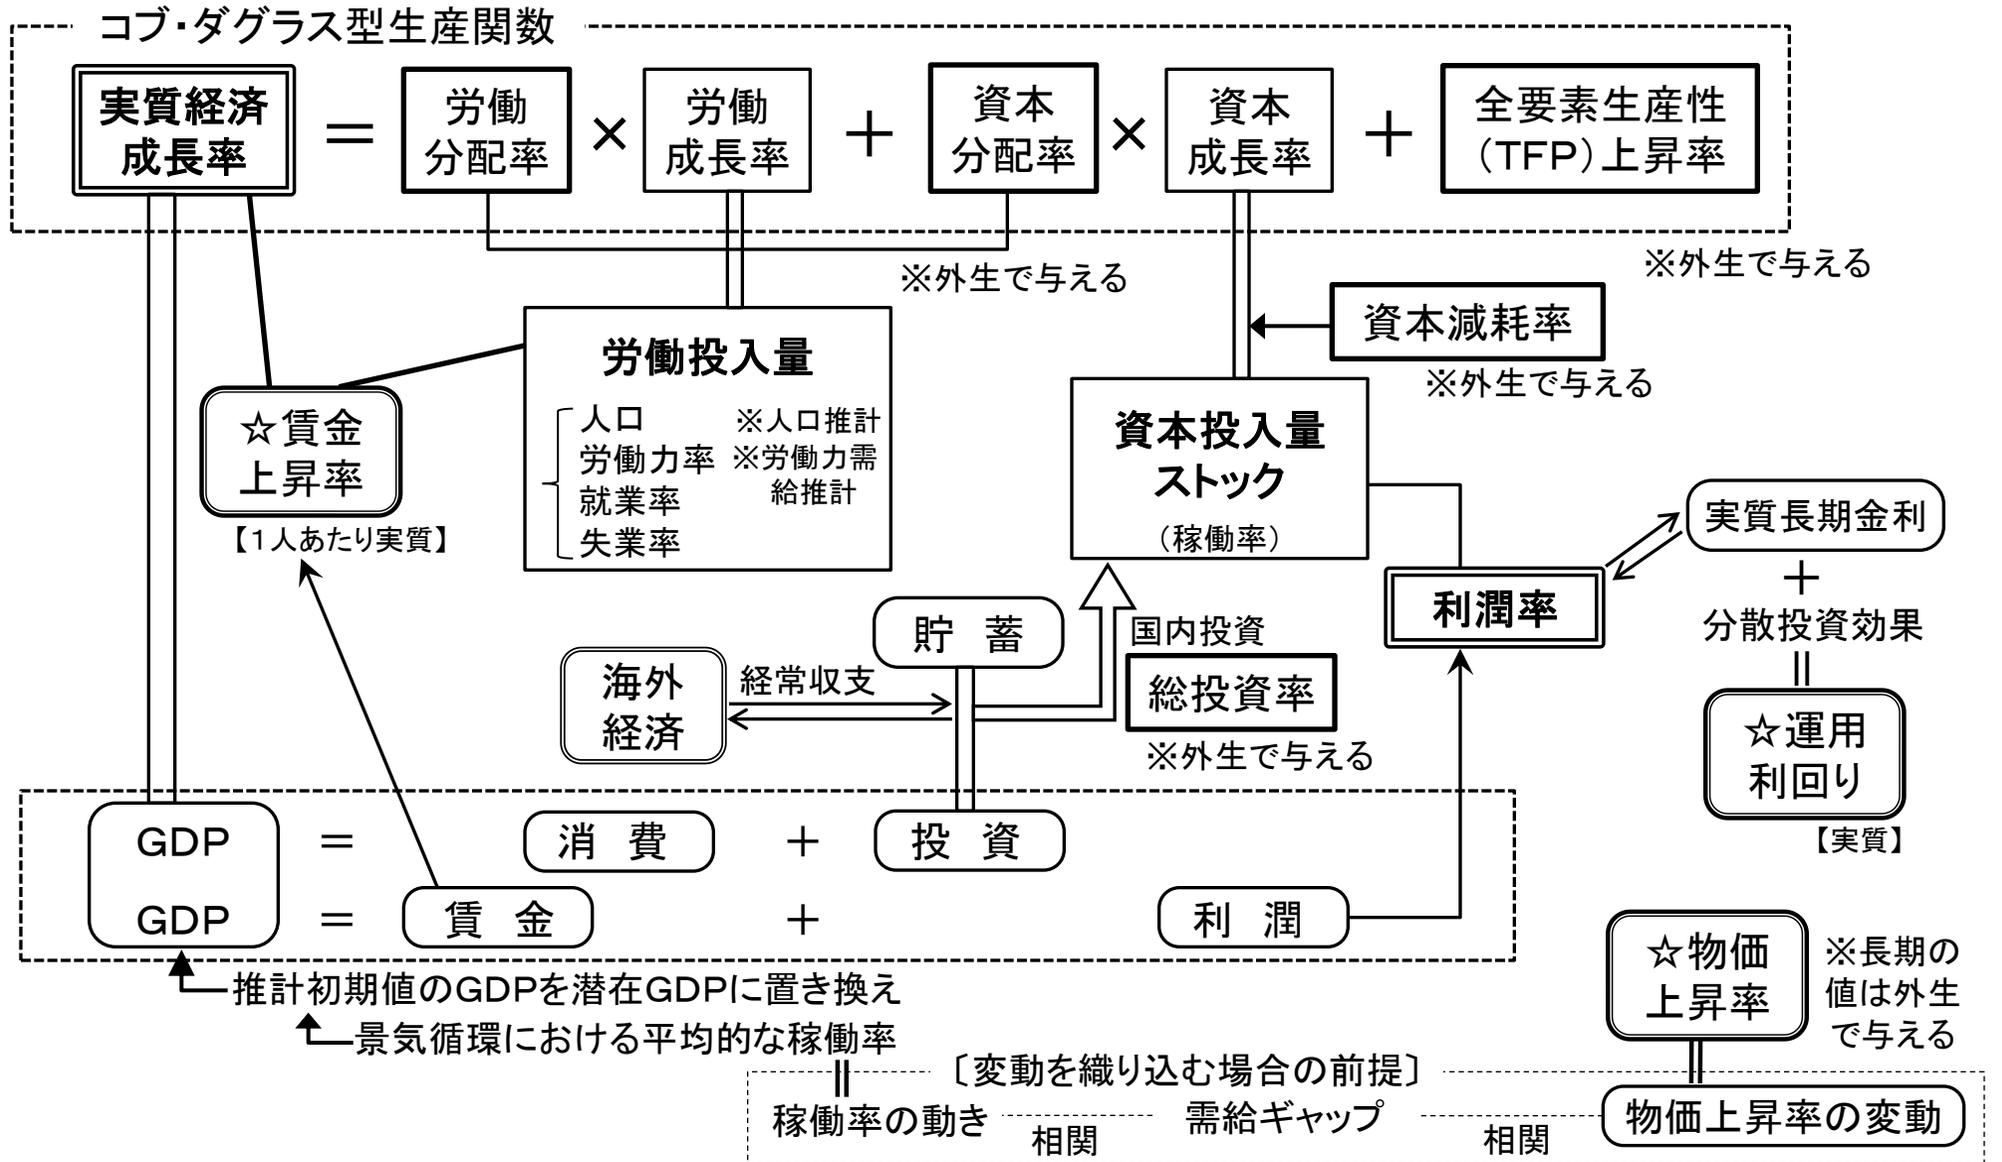 コブ・ダグラス型生産関数
実質経済
成長率
＝
労働
分配率
×
労働
成長率
＋
資本
分配率
×
資本
成長率
＋
全要素生産性
（TFP）上昇率
※外生で与える
※外生で与える
資本減耗率
※外生で与える
労働投入量
人口 ※人口推計
労働力率 ※労働力需
給推計
就業率
失業率
☆賃金
上昇率
【１人あたり実質】
資本投入量
ストック
（稼働率）
実質長期金利
＋
分散投資効果
利潤率
☆運用
利回り
【実質】
貯 蓄
国内投資
総投資率
※外生で与える
海外
経済
経常収支
GDP ＝ 消 費 ＋ 投 資
GDP ＝ 賃 金 ＋ 利 潤
推計初期値のGDPを潜在GDPに置き換え
景気循環における平均的な稼働率
☆物価
上昇率
※長期の
値は外生
で与える
〔変動を織り込む場合の前提〕
稼働率の動き
相関
需給ギャップ
相関
物価上昇率の変動